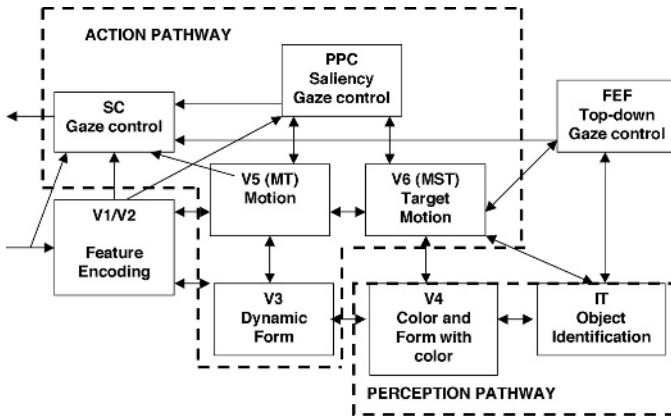 ACTION PATHWAY
PPC
Saliency
Gaze control
SC
Gaze control
FEF
Top-down
Gaze control
V5 (MT)
Motion
V6 (MST)
Target
Motion
V1/V2
Feature
Encoding
V3
Dynamic
Form
V4
Color and
Form with
color
IT
Object
Identification
PERCEPTION PATHWAY